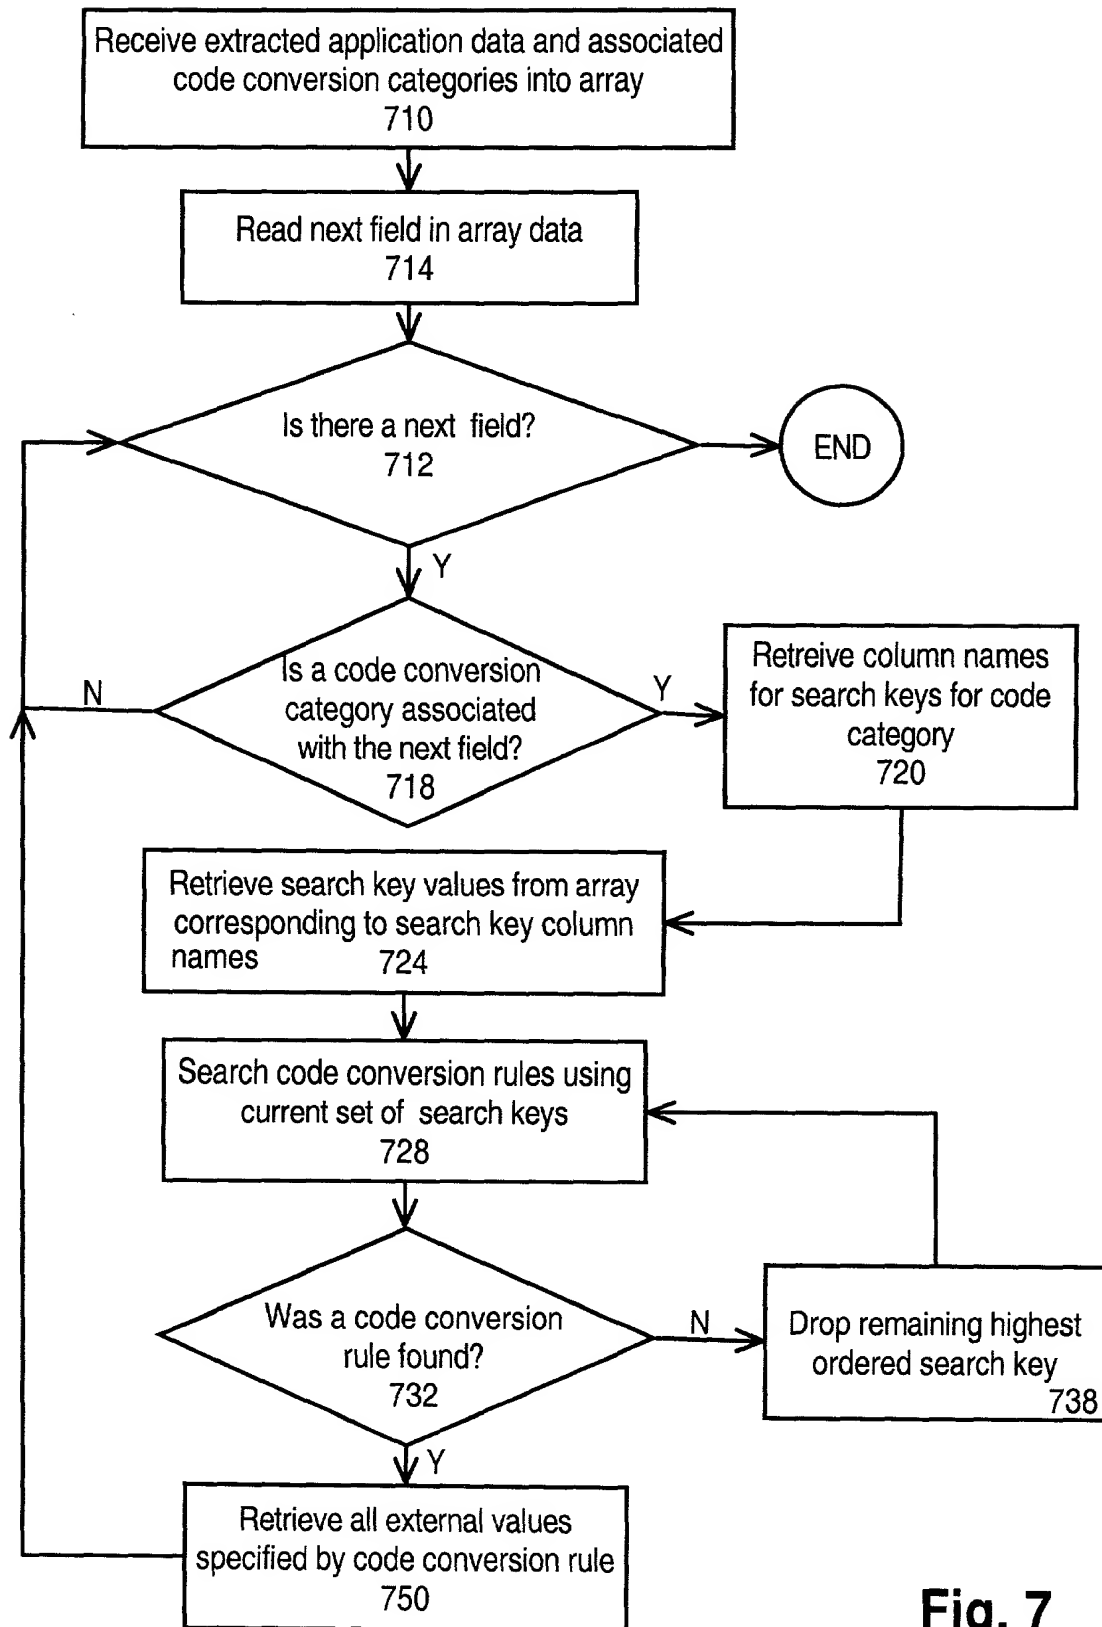 Receive extracted application data and associated
code conversion categories into array
710
Read next field in array data
714
Is there a next field?
712
END
Y
Is a code conversion
category associated
with the next field?
718
N
Y
Retreive column names
for search keys for code
category
720
Retrieve search key values from array
corresponding to search key column
names 724
Search code conversion rules using
current set of search keys
728
Was a code conversion
rule found?
732
N
Drop remaining highest
ordered search key
738
Y
Retrieve all external values
specified by code conversion rule
750
Fig. 7